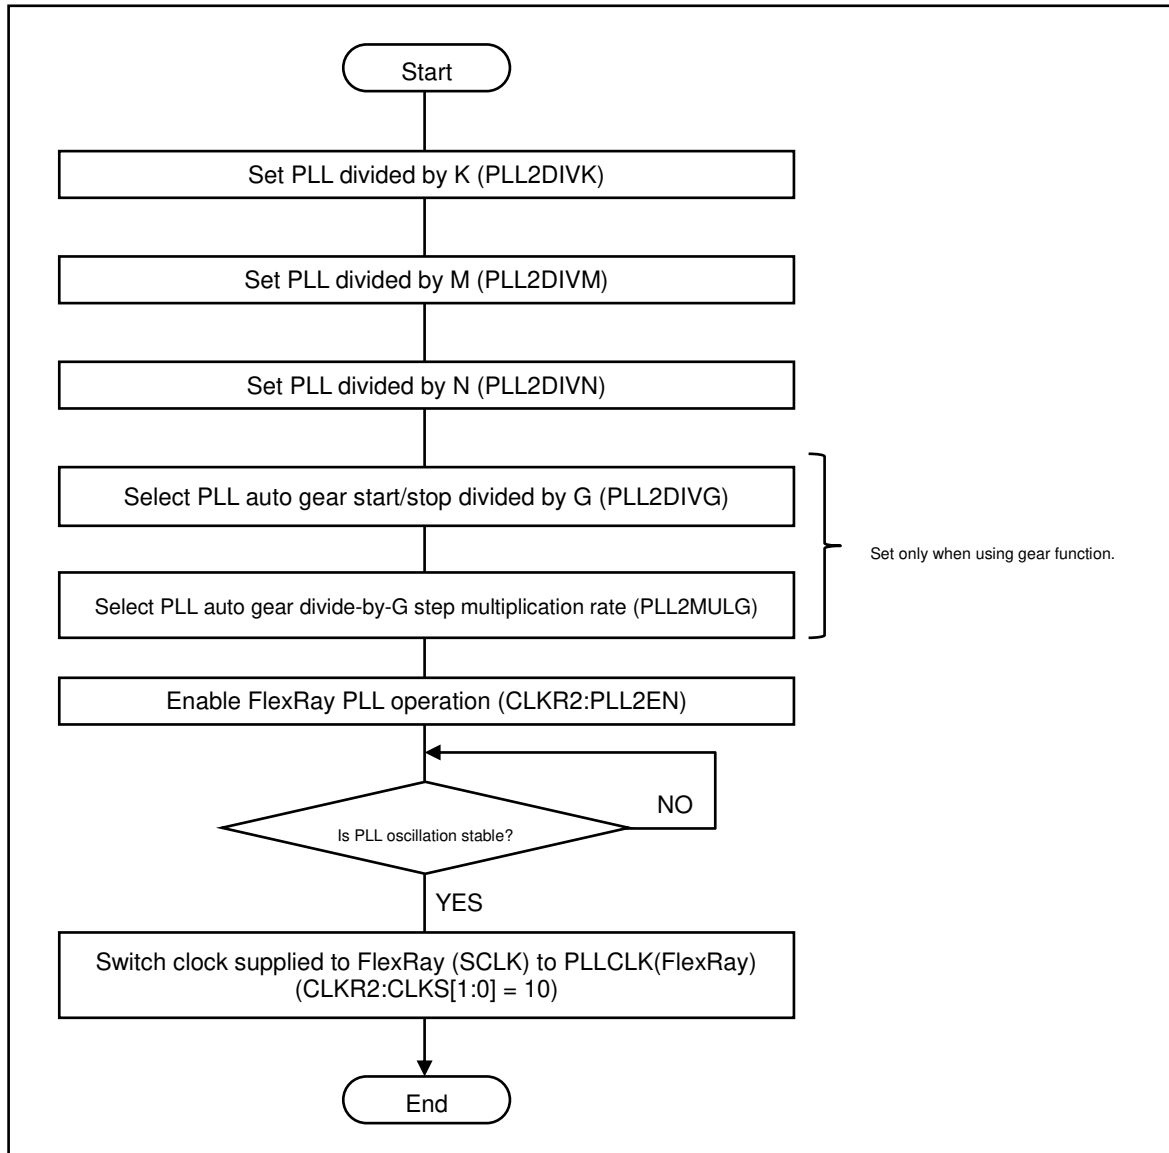 Start
Set PLL divided by K (PLL2DIVK)
Set PLL divided by M (PLL2DIVM)
Set PLL divided by N (PLL2DIVN)
Select PLL auto gear start/stop divided by G (PLL2DIVG)
Set only when using gear function.
Select PLL auto gear divide-by-G step multiplication rate (PLL2MULG)
Enable FlexRay PLL operation (CLKR2:PLL2EN)
NO
Is PLL oscillation stable?
YES
Switch clock supplied to FlexRay (SCLK) to PLLCLK(FlexRay)
(CLKR2:CLKS[1:0] = 10)
End